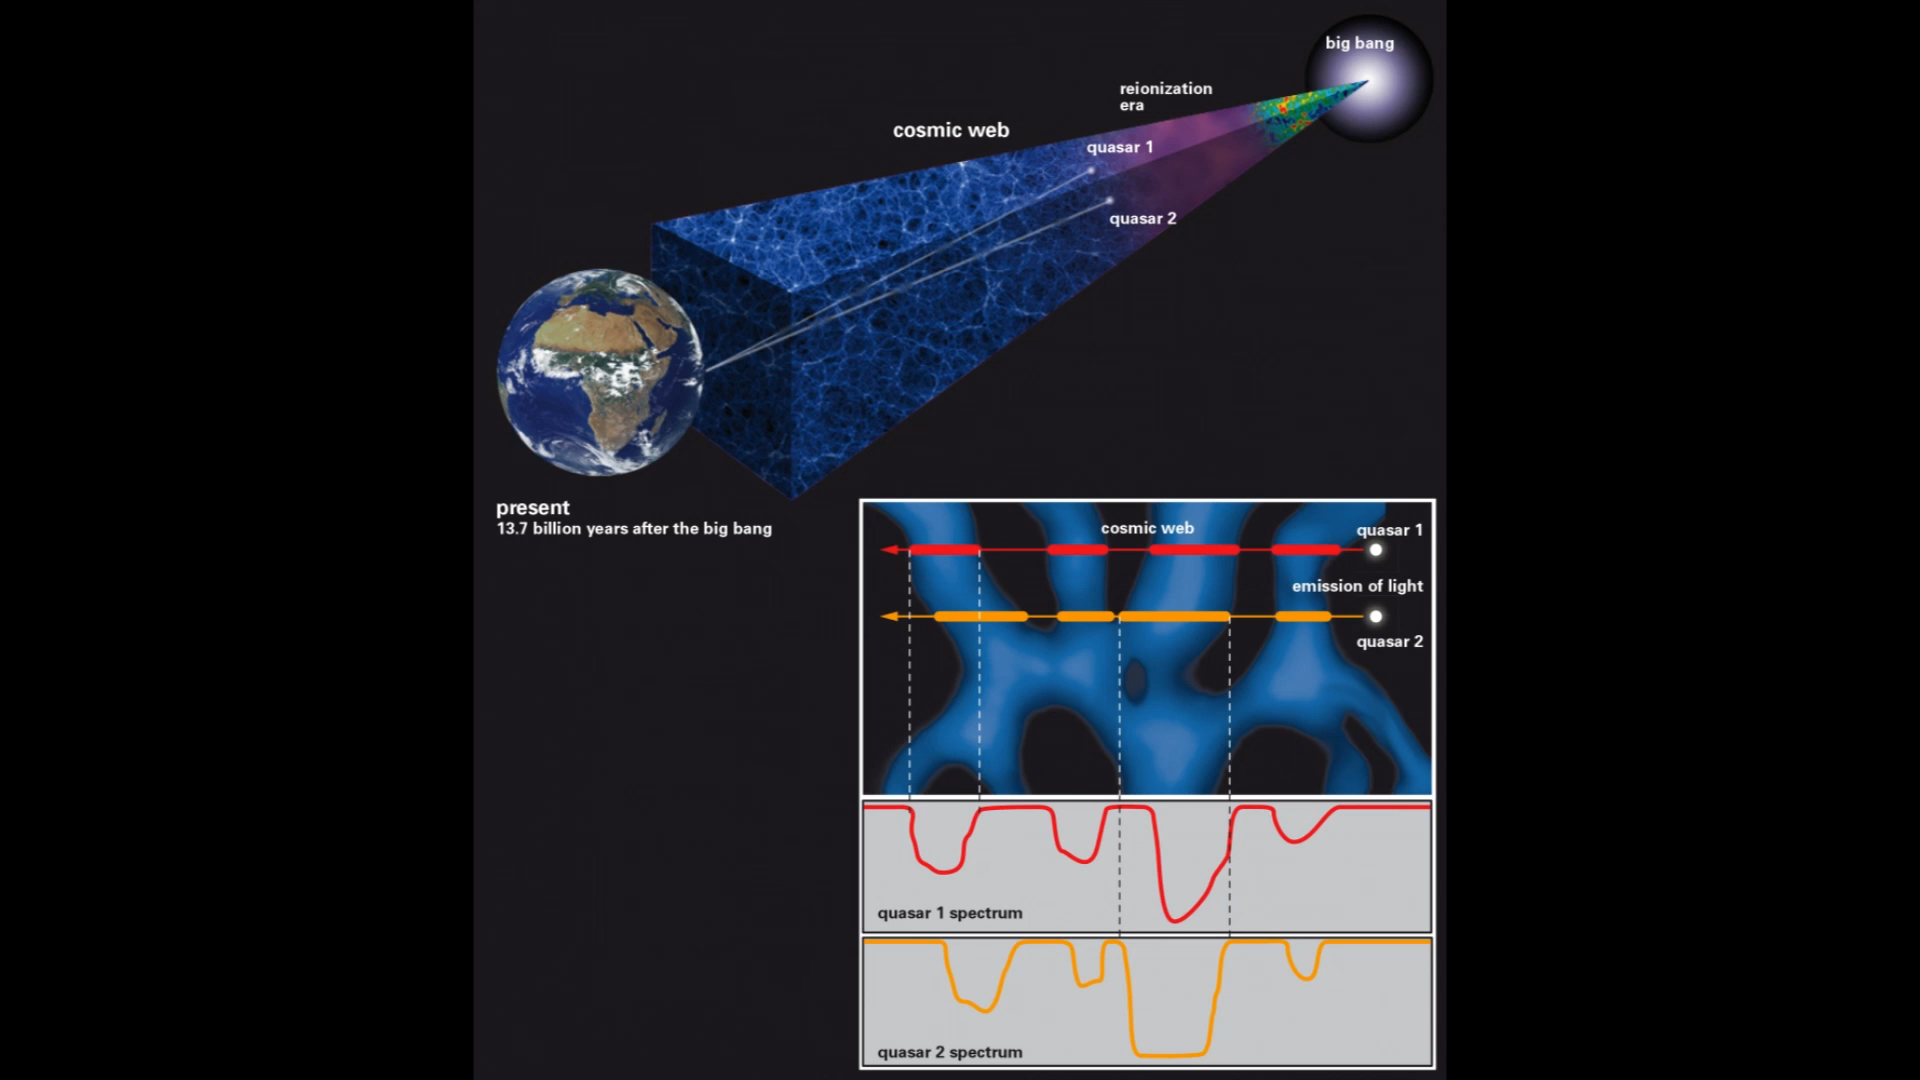 big bang
reionization
era
cosmic web
quasar 1
quasar 2
present
13.7 billion years after the big bang
cosmic web
quasar 1
emission of light
quasar 2
quasar 1 spectrum
quasar 2 spectrum